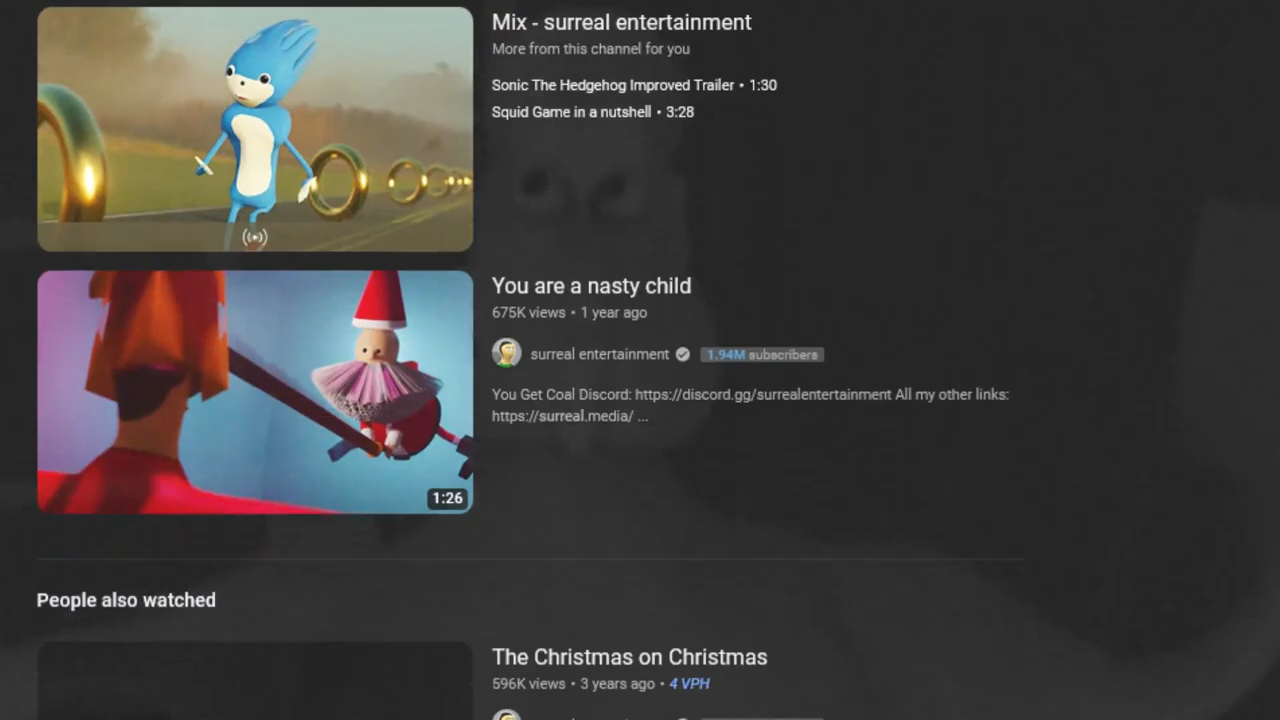 Mix - surreal entertainment
More from this channel for you
Sonic The Hedgehog Improved Trailer • 1:30
Squid Game in a nutshell • 3:28
You are a nasty child
675K views • 1 year ago
surreal entertainment 1.94M subscribers
You Get Coal Discord: https://discord.gg/surrealentertainment All my other links:
https://surreal.media/ ...
1:26
People also watched
The Christmas on Christmas
596K views • 3 years ago • 4 VPH